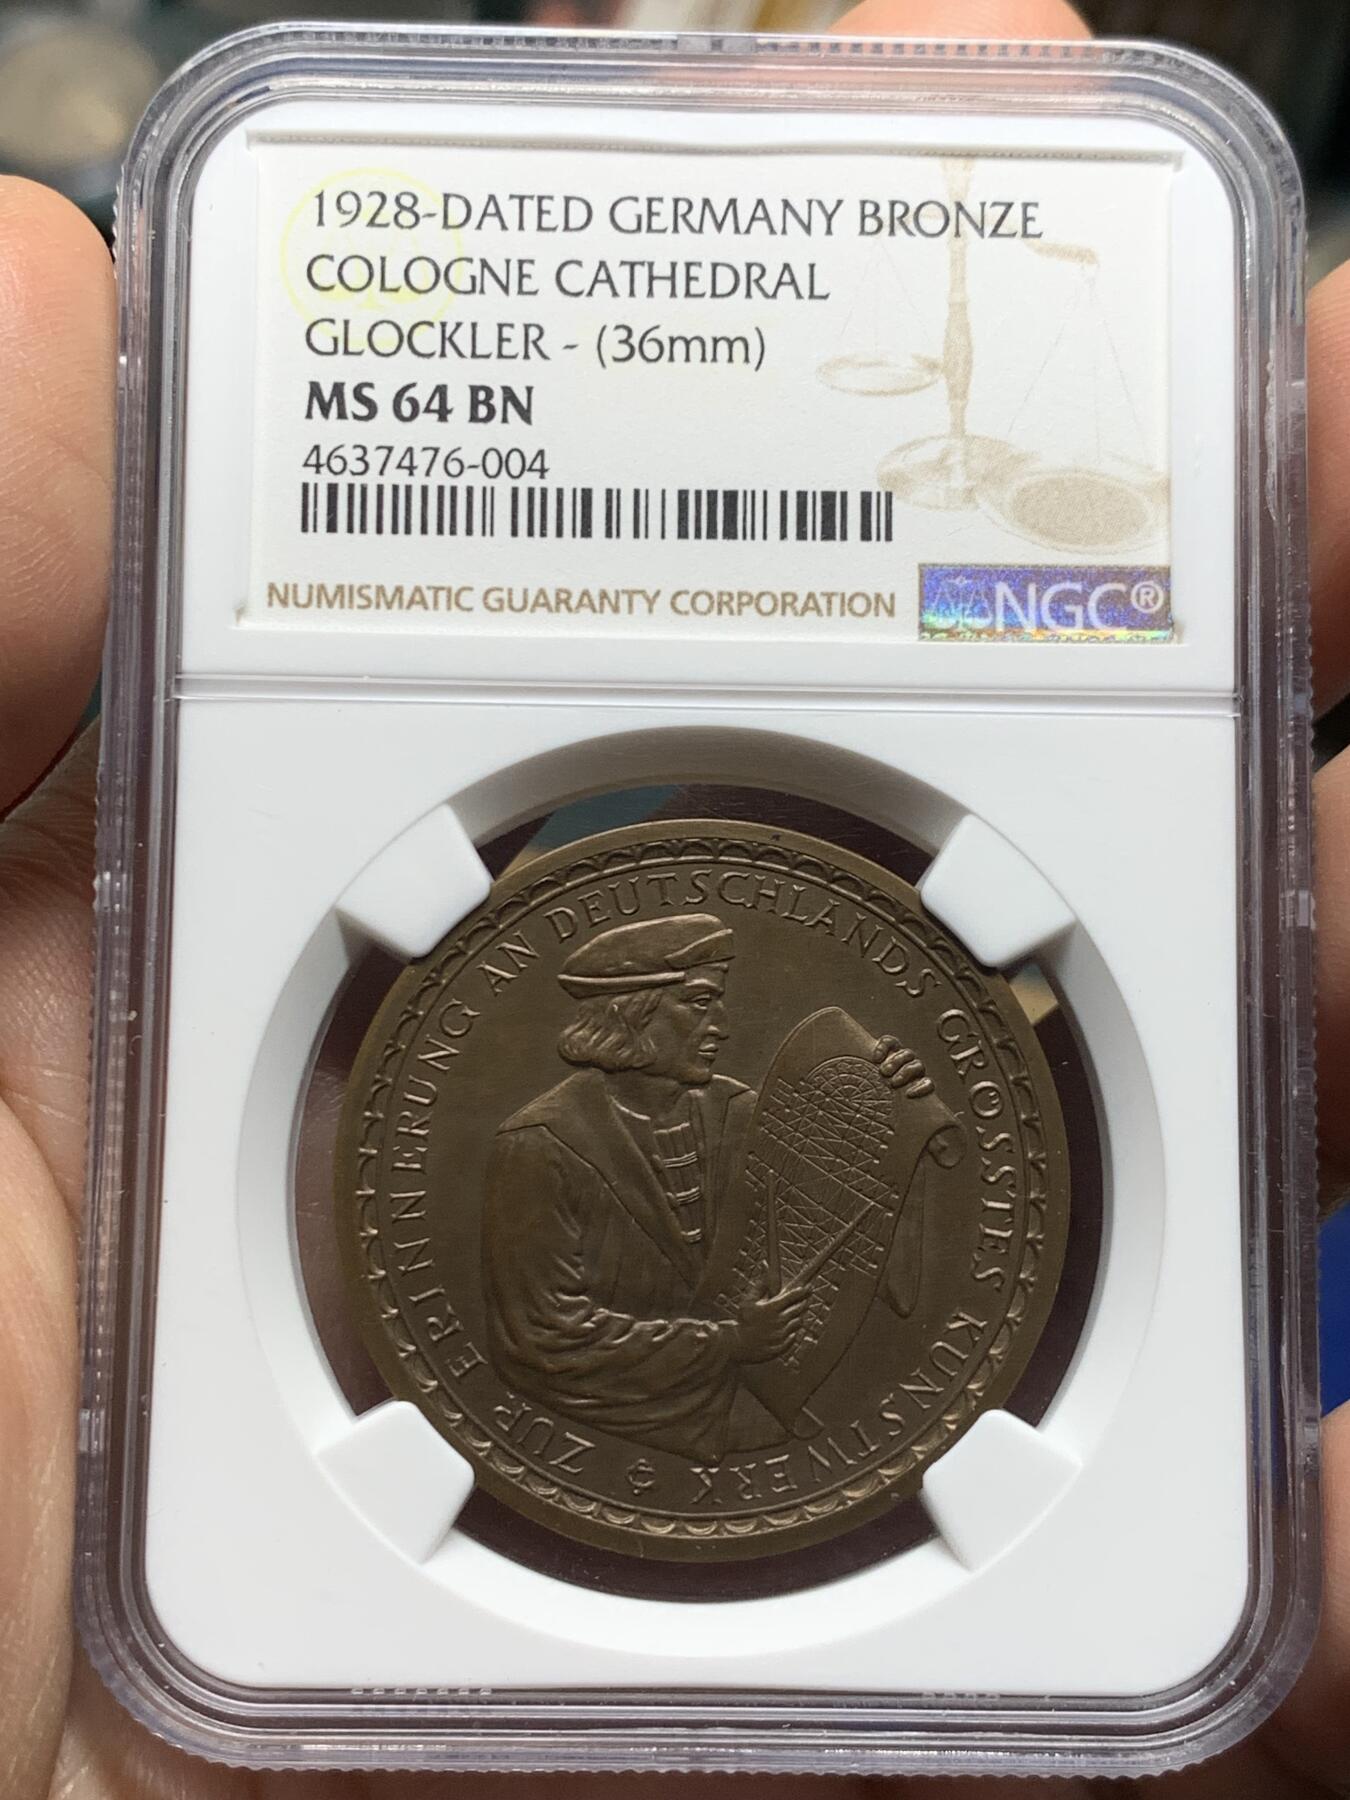 1928-DATED GERMANY BRONZE
COLOGNE CATHEDRAL
GLOCKLER - (36mm)
MS 64 BN
4637476-004
NUMISMATIC GUARANTY CORPORATION
NGC®
ZUR ERINNERUNG AN DEUTSCHLANDS GRÖSSTES KUNSTWERK